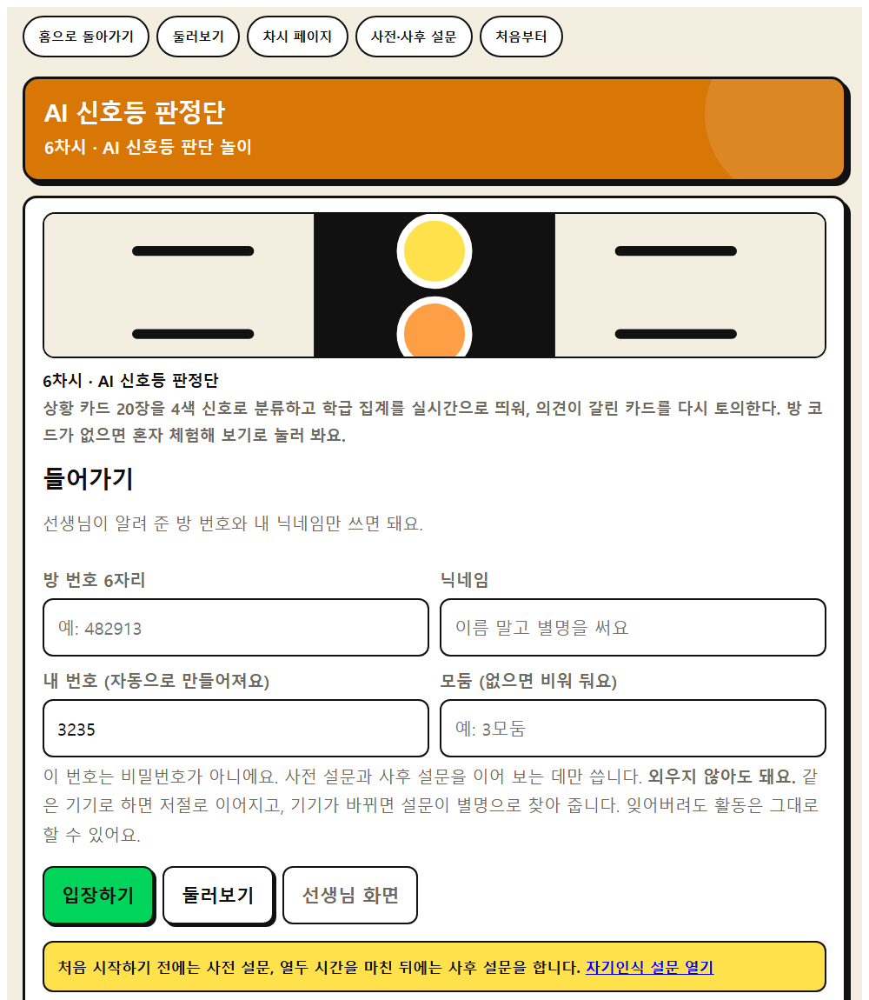 홈으로 돌아가기
둘러보기
차시 페이지
사전·사후 설문
처음부터
AI 신호등 판정단
6차시 · AI 신호등 판단 놀이
6차시 · AI 신호등 판정단
상황 카드 20장을 4색 신호로 분류하고 학급 집계를 실시간으로 띄워, 의견이 갈린 카드를 다시 토의한다. 방 코
드가 없으면 혼자 체험해 보기로 눌러 봐요.
들어가기
선생님이 알려 준 방 번호와 내 닉네임만 쓰면 돼요.
방 번호 6자리
닉네임
예: 482913
이름 말고 별명을 써요
내 번호 (자동으로 만들어져요)
모둠 (없으면 비워 둬요)
3235
예: 3모둠
이 번호는 비밀번호가 아니에요. 사전 설문과 사후 설문을 이어 보는 데만 씁니다. 외우지 않아도 돼요. 같
은 기기로 하면 저절로 이어지고, 기기가 바뀌면 설문이 별명으로 찾아 줍니다. 잊어버려도 활동은 그대로
할 수 있어요.
입장하기
둘러보기
선생님 화면
처음 시작하기 전에는 사전 설문, 열두 시간을 마친 뒤에는 사후 설문을 합니다. 자기인식 설문 열기